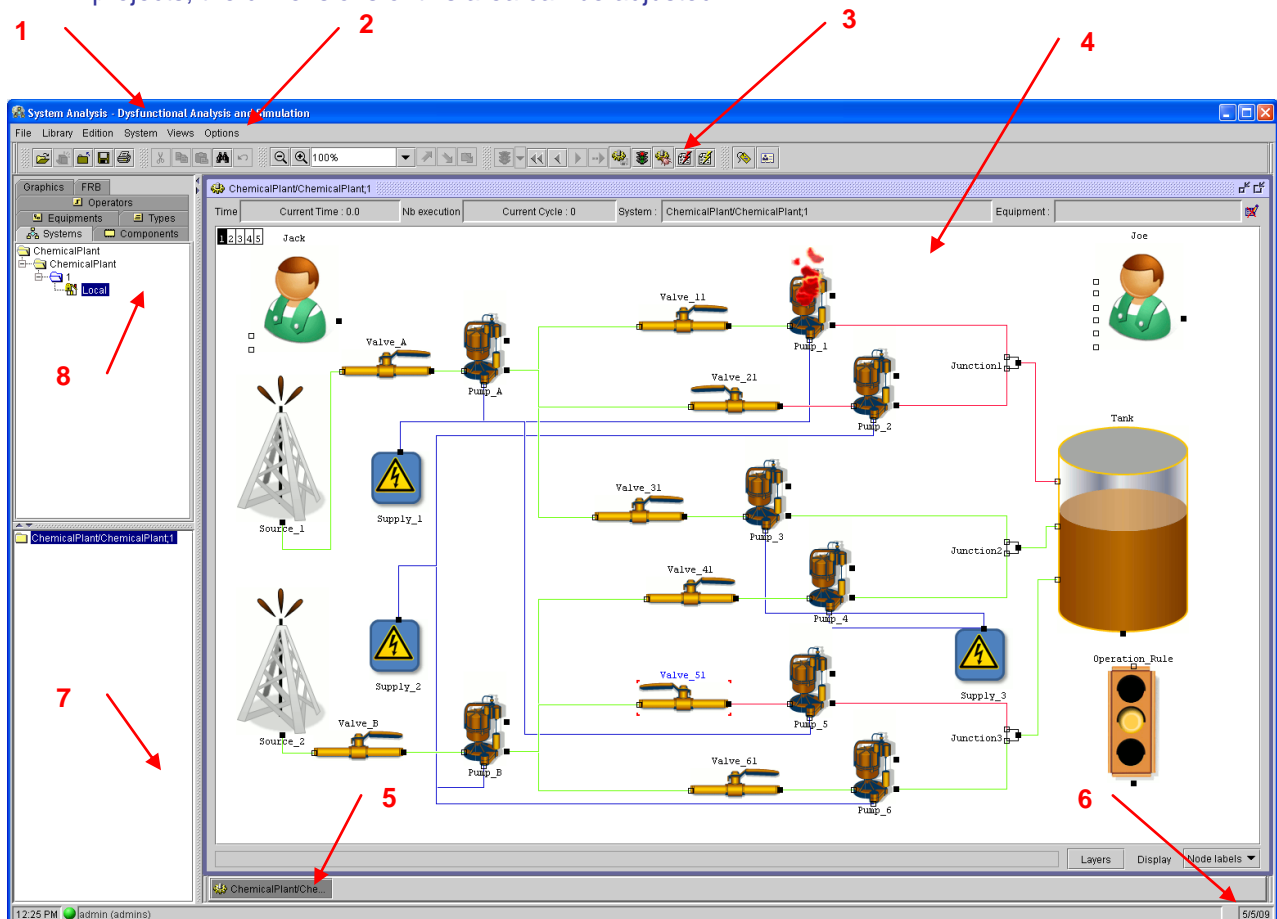 1
2
3
4
System Analysis - Dysfunctional Analysis and Simulation
File Library Edition System Views Options
100%
Graphics FRB
Operators
Equipments Types
Systems Components
ChemicalPlant
ChemicalPlant
1
Local
8
ChemicalPlant/ChemicalPlant;1
7
ChemicalPlant/ChemicalPlant;1
Time Current Time : 0.0 Nb execution Current Cycle : 0 System : ChemicalPlant/ChemicalPlant;1 Equipment :
1 2 3 4 5
Jack
Joe
Valve_11
Pump_1
Valve_A
Pump_A
Valve_21
Pump_2
Junction1
Tank
Source_1
Supply_1
Valve_31
Pump_3
Junction2
Valve_41
Pump_4
Supply_2
Supply_3
Operation_Rule
Valve_51
Pump_5
Source_2
Valve_B
Pump_B
Junction3
Valve_61
Pump_6
5
6
Layers Display Node labels
ChemicalPlant/Che...
12:25 PM admin (admins) 5/5/09